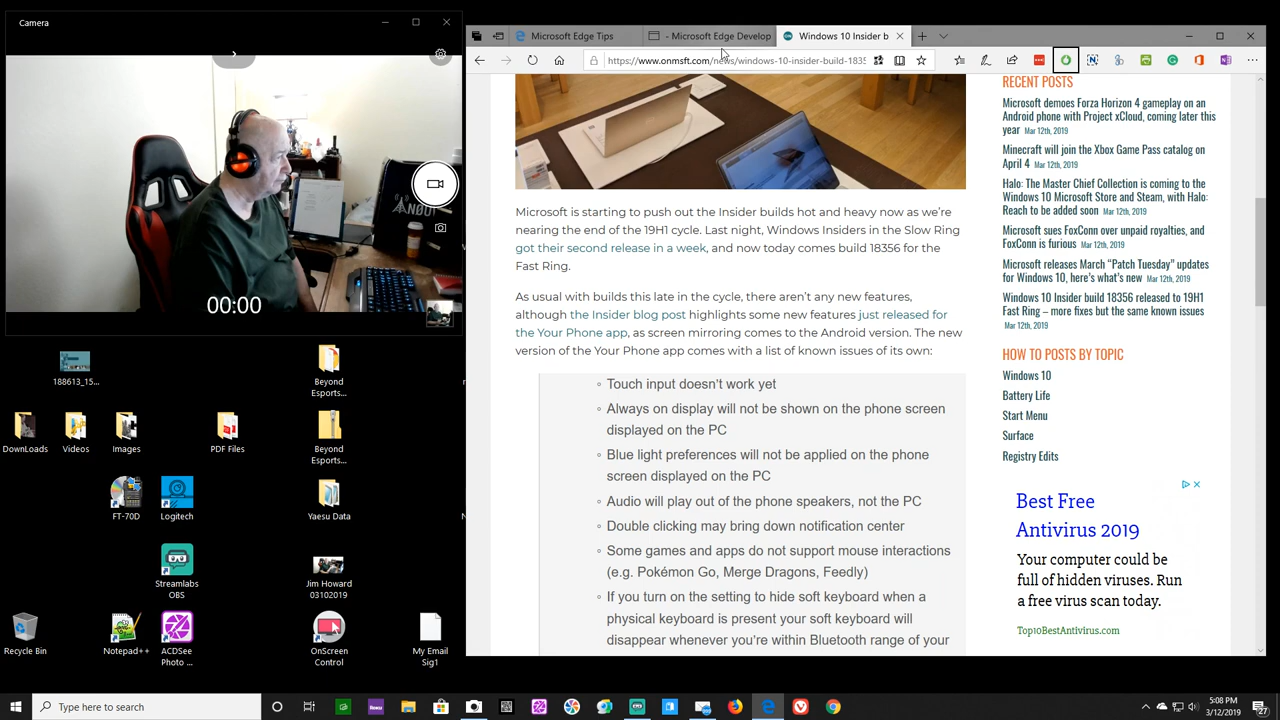 Camera
00:00
188613_15...
Beyond
Esports...
DownLoads
Videos
Images
PDF Files
Beyond
Esports...
FT-70D
Logitech
Yaesu Data
Streamlabs
OBS
Jim Howard
03102019
Recycle Bin
Notepad++
ACDSee
Photo ...
OnScreen
Control
My Email
Sig1
Microsoft Edge Tips
- Microsoft Edge Develop
Windows 10 Insider b
https://www.onmsft.com/news/windows-10-insider-build-1835
Microsoft is starting to push out the Insider builds hot and heavy now as we're
nearing the end of the 19H1 cycle. Last night, Windows Insiders in the Slow Ring
got their second release in a week, and now today comes build 18356 for the
Fast Ring.
As usual with builds this late in the cycle, there aren't any new features,
although the Insider blog post highlights some new features just released for
the Your Phone app, as screen mirroring comes to the Android version. The new
version of the Your Phone app comes with a list of known issues of its own:
Touch input doesn't work yet
Always on display will not be shown on the phone screen
displayed on the PC
Blue light preferences will not be applied on the phone
screen displayed on the PC
Audio will play out of the phone speakers, not the PC
Double clicking may bring down notification center
Some games and apps do not support mouse interactions
(e.g. Pokémon Go, Merge Dragons, Feedly)
If you turn on the setting to hide soft keyboard when a
physical keyboard is present your soft keyboard will
disappear whenever you're within Bluetooth range of your
RECENT POSTS
Microsoft demoes Forza Horizon 4 gameplay on an
Android phone with Project xCloud, coming later this
year Mar 12th, 2019
Minecraft will join the Xbox Game Pass catalog on
April 4 Mar 12th, 2019
Halo: The Master Chief Collection is coming to the
Windows 10 Microsoft Store and Steam, with Halo:
Reach to be added soon Mar 12th, 2019
Microsoft sues FoxConn over unpaid royalties, and
FoxConn is furious Mar 12th, 2019
Microsoft releases March “Patch Tuesday” updates
for Windows 10, here's what's new Mar 12th, 2019
Windows 10 Insider build 18356 released to 19H1
Fast Ring – more fixes but the same known issues
Mar 12th, 2019
HOW TO POSTS BY TOPIC
Windows 10
Battery Life
Start Menu
Surface
Registry Edits
Best Free
Antivirus 2019
Your computer could be
full of hidden viruses. Run
a free virus scan today.
Top10BestAntivirus.com
Type here to search
5:08 PM
3/12/2019
27